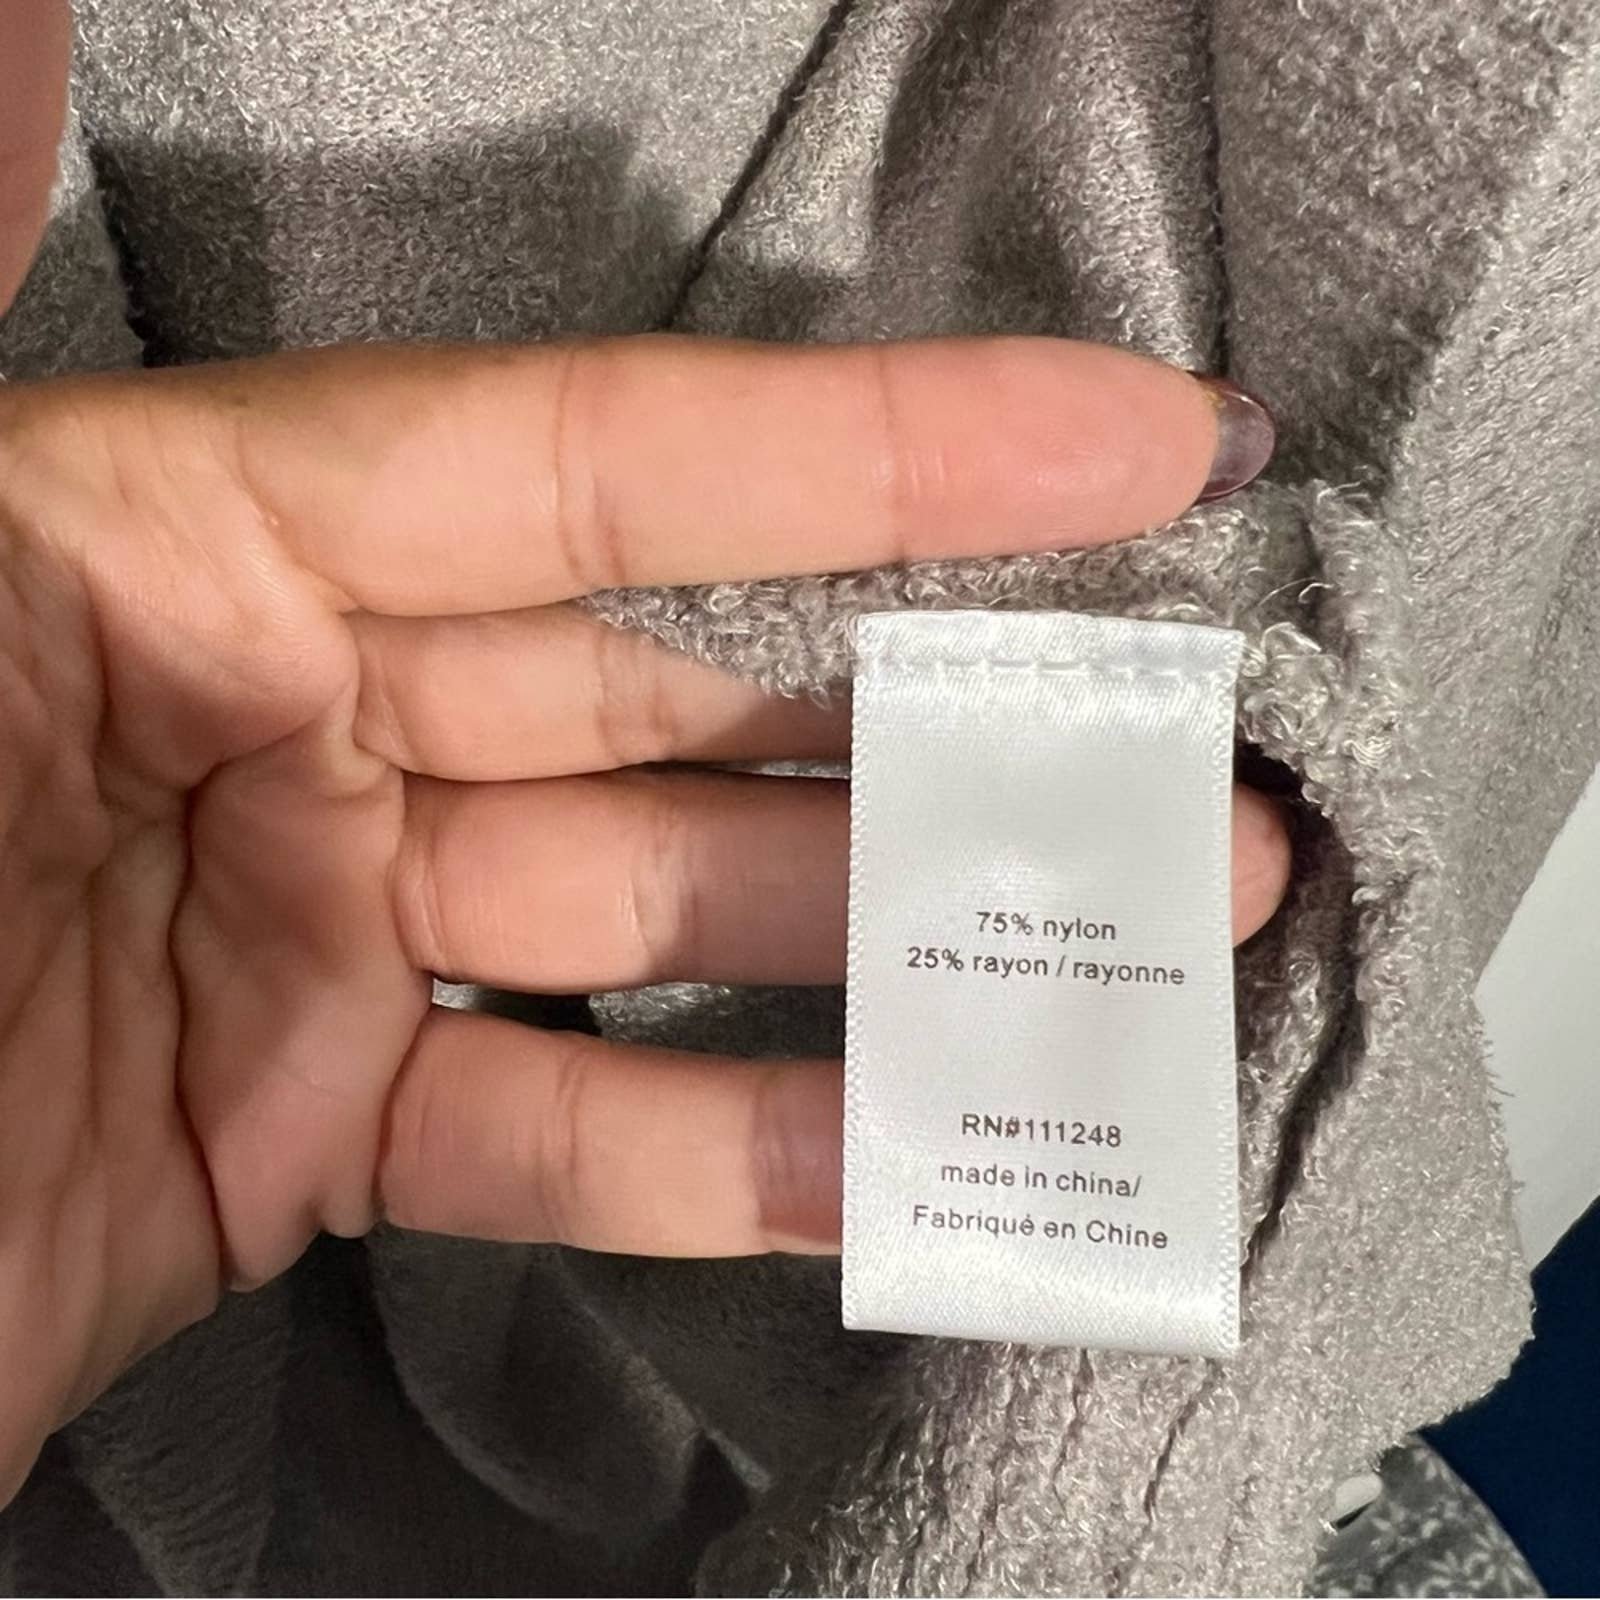 75% nylon
25% rayon / rayonne
RN#111248
made in china/
Fabriqué en Chine